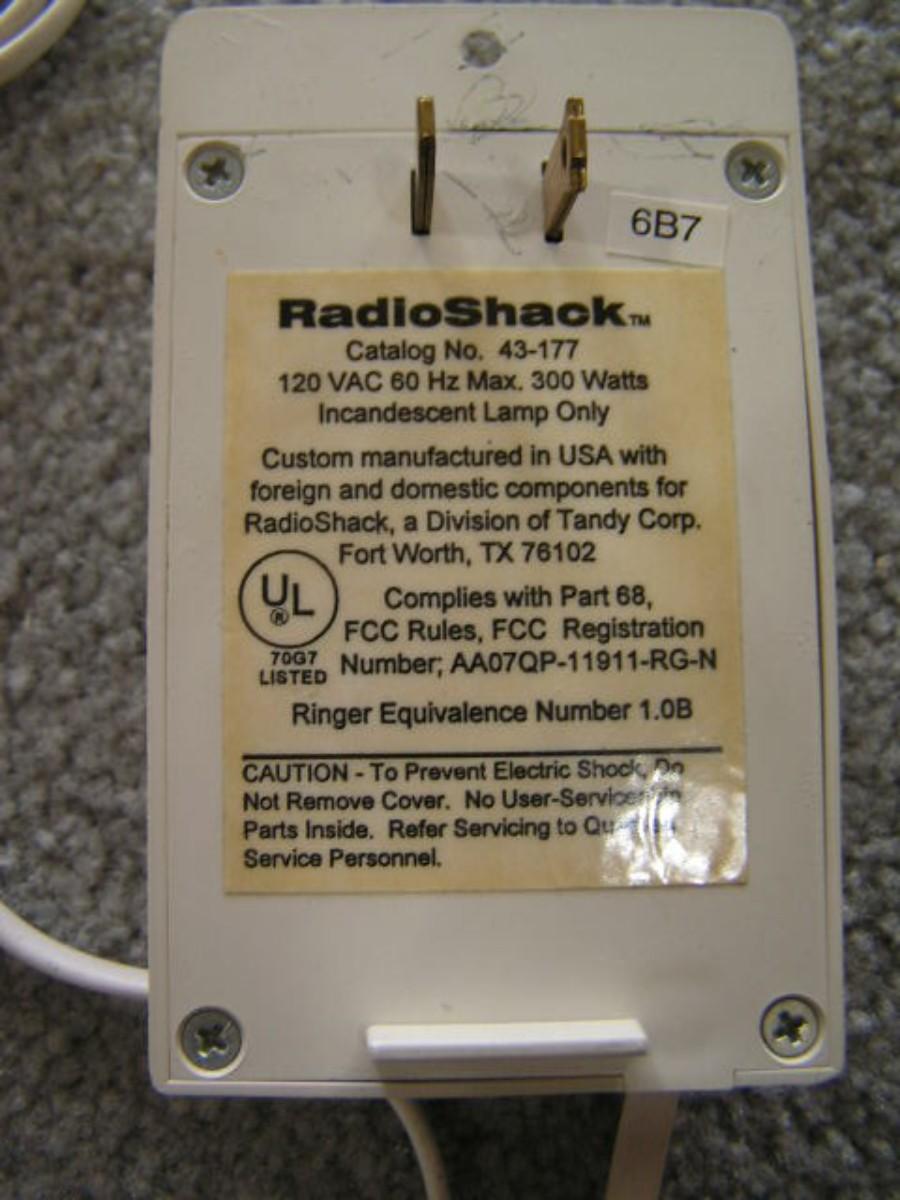 6B7
RadioShack™
Catalog No. 43-177
120 VAC 60 Hz Max. 300 Watts
Incandescent Lamp Only
Custom manufactured in USA with
foreign and domestic components for
RadioShack, a Division of Tandy Corp.
Fort Worth, TX 76102
UL®
70G7
LISTED
Complies with Part 68,
FCC Rules, FCC Registration
Number; AA07QP-11911-RG-N
Ringer Equivalence Number 1.0B
CAUTION - To Prevent Electric Shock, Do
Not Remove Cover. No User-Servicable
Parts Inside. Refer Servicing to Qualified
Service Personnel.